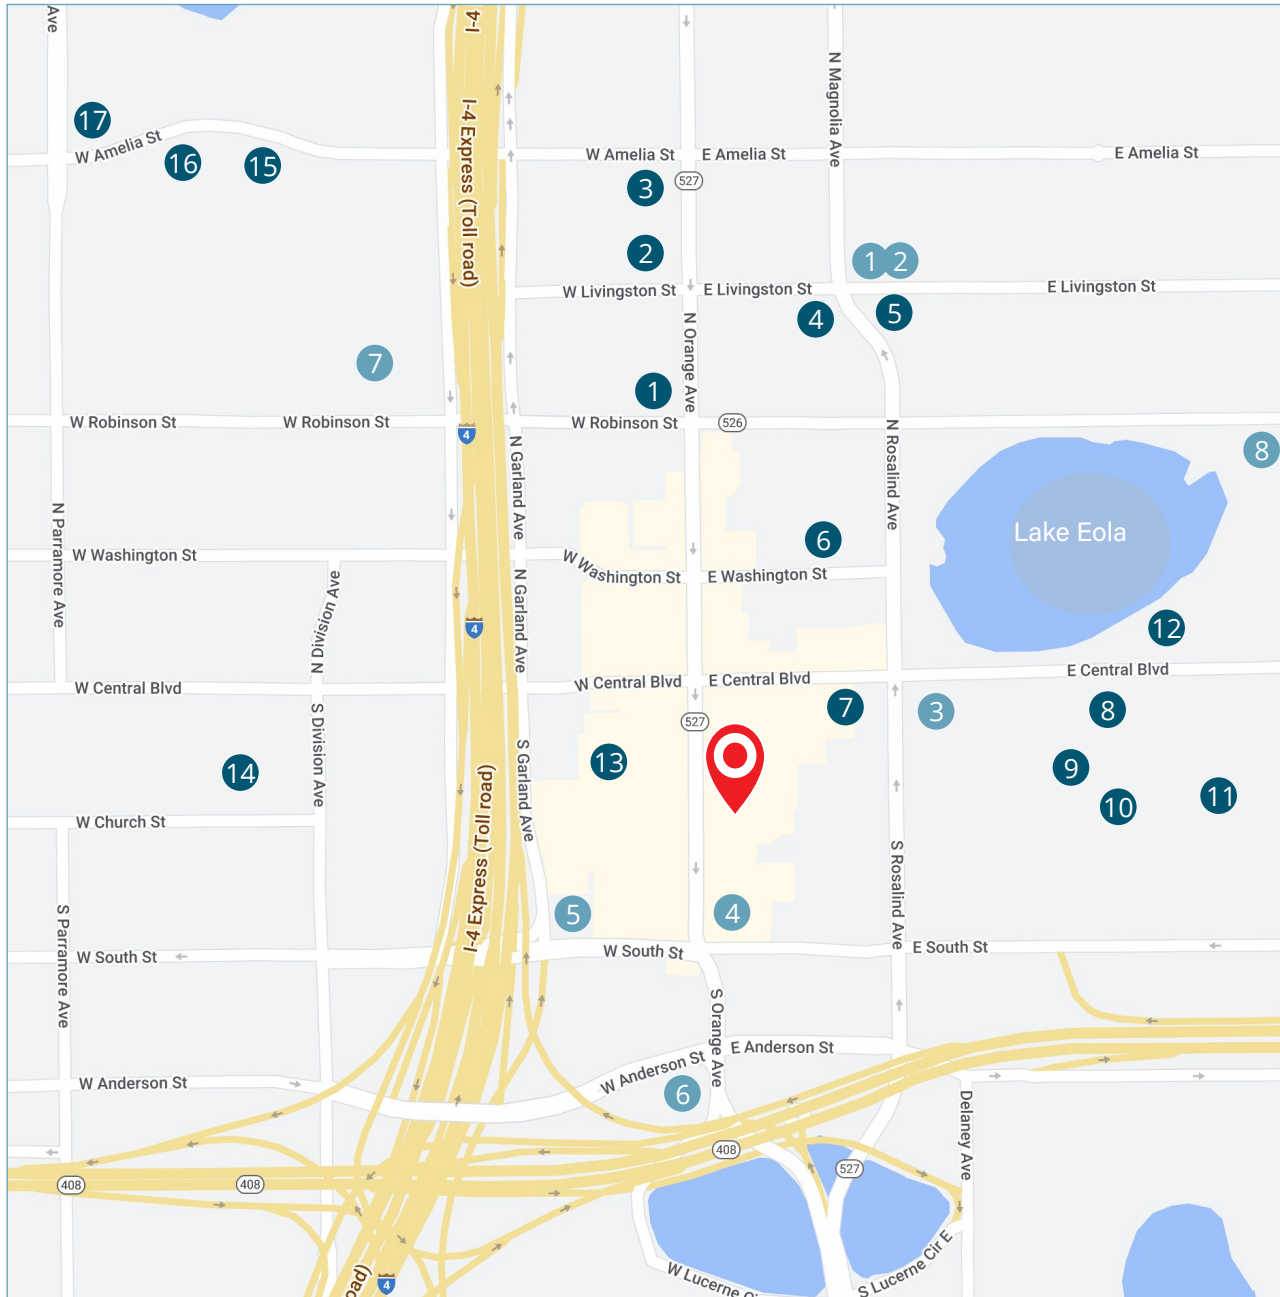 Ave
I-4
N Magnolia Ave
I-4 Express (Toll road)
17
W Amelia St
16
15
W Amelia St
E Amelia St
E Amelia St
3
527
2
1
2
W Livingston St
E Livingston St
E Livingston St
4
5
N Orange Ave
7
1
W Robinson St
W Robinson St
W Robinson St
526
4
N Garland Ave
N Rosalind Ave
8
N Parramore Ave
Lake Eola
6
W Washington St
W Washington St
E Washington St
N Division Ave
N Garland Ave
4
12
W Central Blvd
W Central Blvd
E Central Blvd
E Central Blvd
S Division Ave
527
7
3
8
S Garland Ave
13
14
9
10
11
W Church St
I-4 Express (Toll road)
S Rosalind Ave
S Parramore Ave
5
4
W South St
W South St
E South St
S Orange Ave
W Anderson St
W Anderson St
E Anderson St
6
Delaney Ave
408
408
408
527
W Lucerne Ci
S Lucerne Cir E
oad)
4